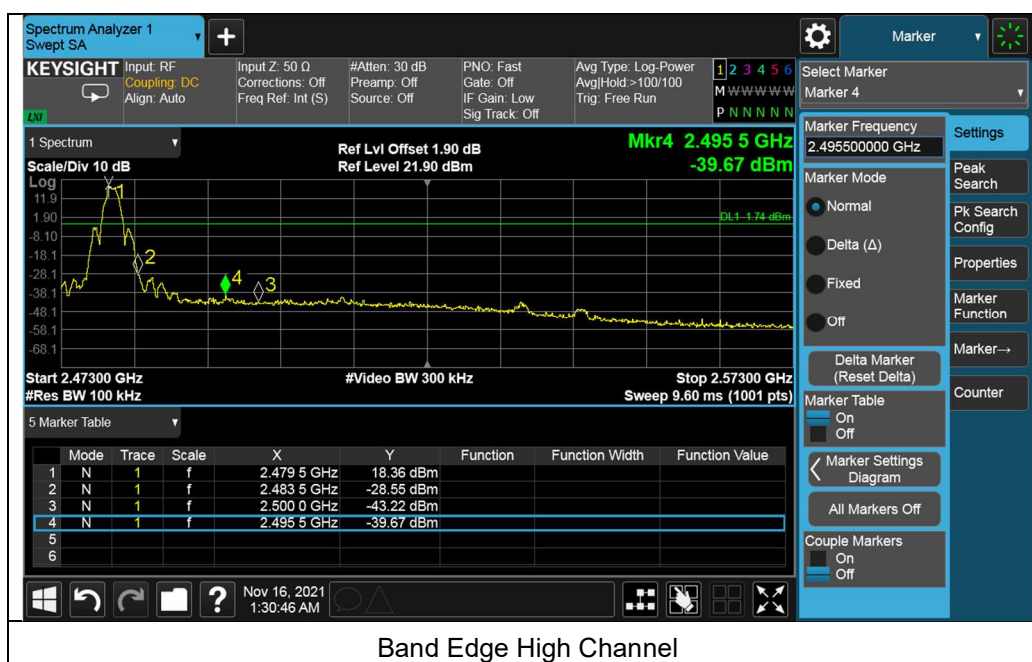 Spectrum Analyzer 1
Swept SA
+
Marker
KEYSIGHT
LXI
Input: RF
Coupling: DC
Align: Auto
Input Z: 50 Ω
Corrections: Off
Freq Ref: Int (S)
#Atten: 30 dB
Preamp: Off
Source: Off
PNO: Fast
Gate: Off
IF Gain: Low
Sig Track: Off
Avg Type: Log-Power
Avg|Hold:>100/100
Trig: Free Run
1 2 3 4 5 6
M W W W W W
P N N N N N
Select Marker
Marker 4
1 Spectrum
Scale/Div 10 dB
Ref Lvl Offset 1.90 dB
Ref Level 21.90 dBm
Mkr4 2.495 5 GHz
-39.67 dBm
Log
11.9
1.90
-8.10
-18.1
-28.1
-38.1
-48.1
-58.1
-68.1
1
2
4
3
DL1 -1.74 dBm
Start 2.47300 GHz
#Res BW 100 kHz
#Video BW 300 kHz
Stop 2.57300 GHz
Sweep 9.60 ms (1001 pts)
5 Marker Table
Mode Trace Scale X Y Function Function Width Function Value
1 N 1 f 2.479 5 GHz 18.36 dBm
2 N 1 f 2.483 5 GHz -28.55 dBm
3 N 1 f 2.500 0 GHz -43.22 dBm
4 N 1 f 2.495 5 GHz -39.67 dBm
5
6
Marker Frequency
2.495500000 GHz
Marker Mode
Normal
Delta (Δ)
Fixed
Off
Delta Marker
(Reset Delta)
Marker Table
On
Off
Marker Settings
Diagram
All Markers Off
Couple Markers
On
Off
Settings
Peak
Search
Pk Search
Config
Properties
Marker
Function
Marker→
Counter
?
Nov 16, 2021
1:30:46 AM
Band Edge High Channel